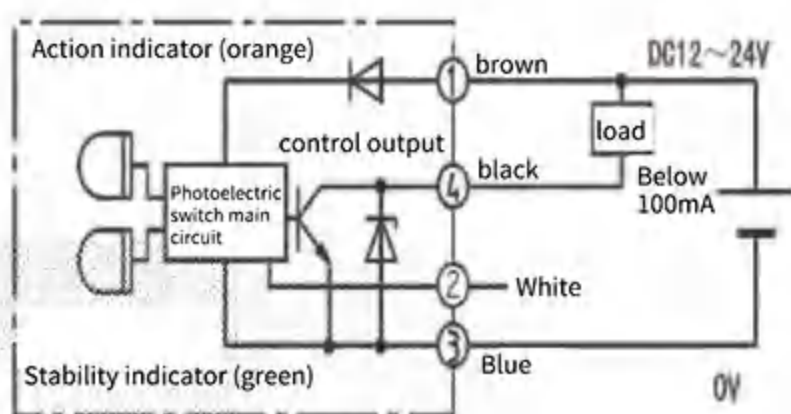 Action indicator (orange)
① brown
DC12~24V
load
control output
④ black
Below
100mA
Photoelectric
switch main
circuit
② White
③ Blue
Stability indicator (green)
0V